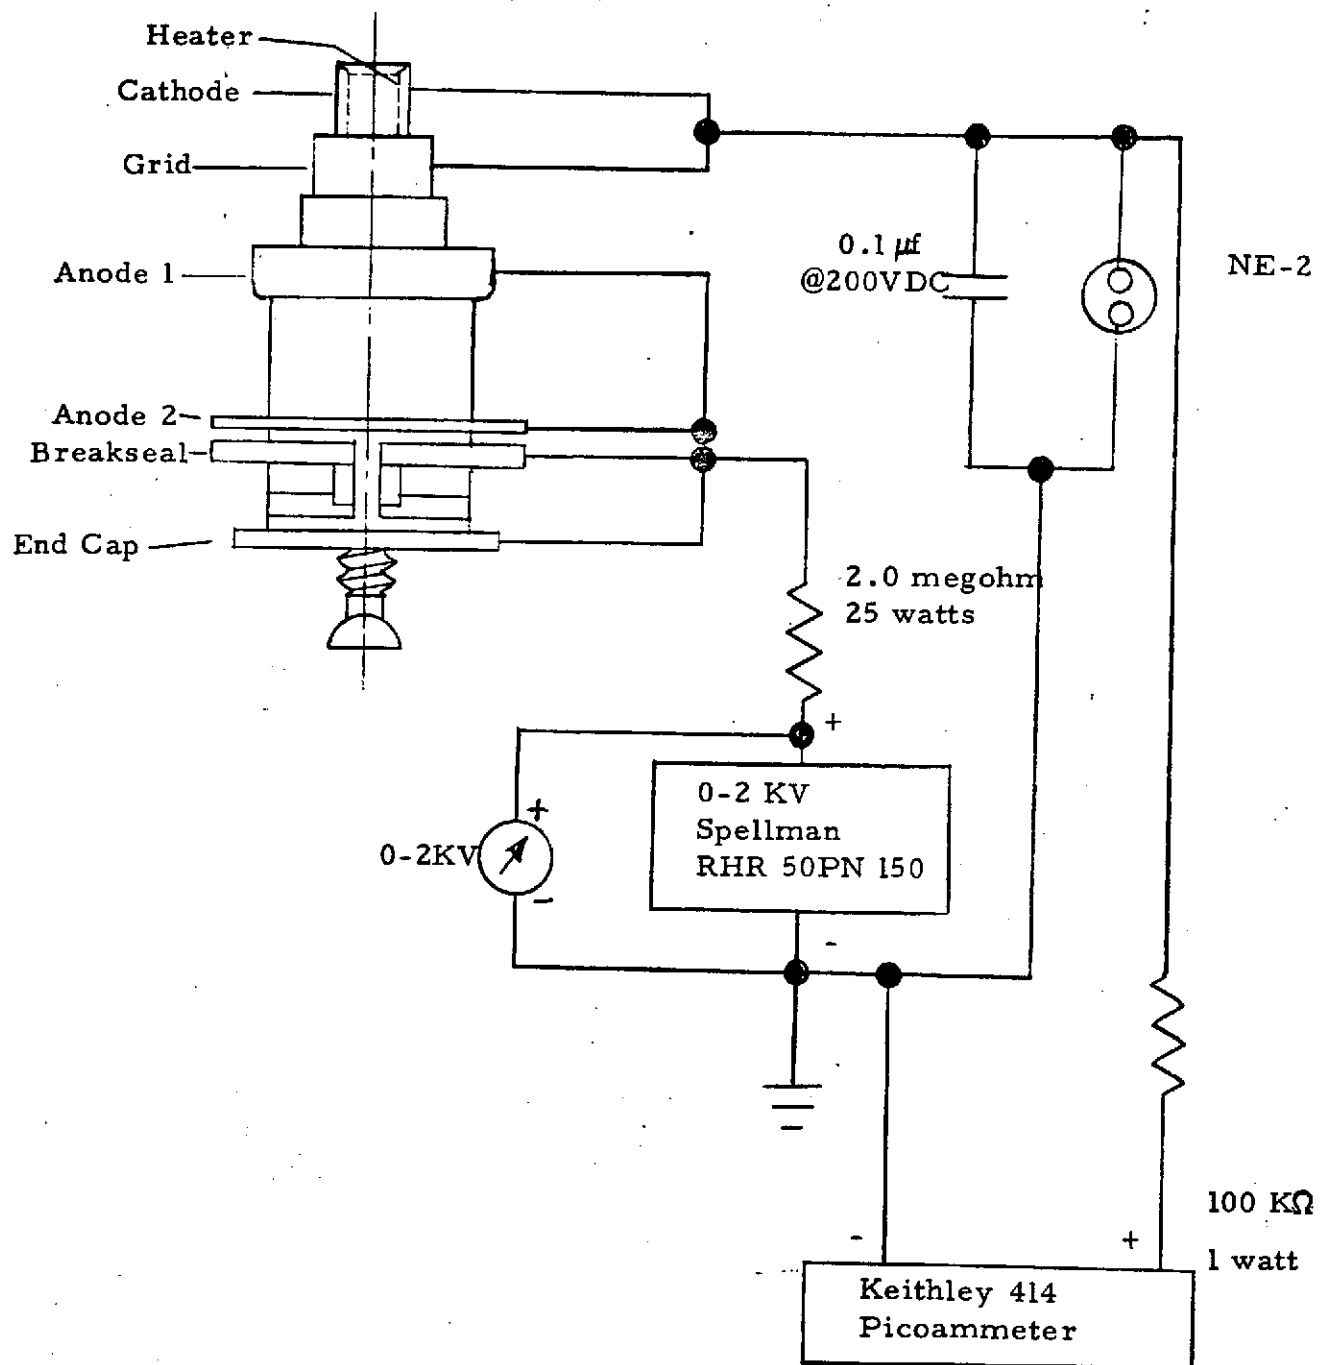 Heater
Cathode
Grid
Anode 1
0.1 µf
@200VDC
NE-2
Anode 2
Breakseal
End Cap
2.0 megohm
25 watts
+
0-2 KV
Spellman
RHR 50PN 150
+
0-2KV
-
-
100 KΩ
1 watt
-
+
Keithley 414
Picoammeter